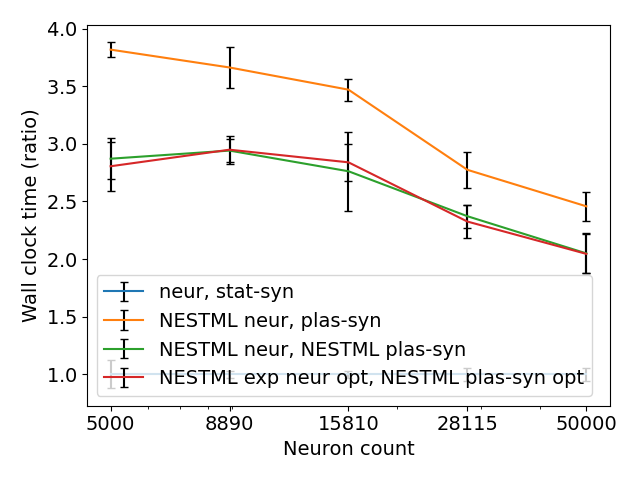 4.0
3.5
3.0
2.5
2.0
1.5
1.0
Wall clock time (ratio)
neur, stat-syn
NESTML neur, plas-syn
NESTML neur, NESTML plas-syn
NESTML exp neur opt, NESTML plas-syn opt
5000 8890 15810 28115 50000
Neuron count